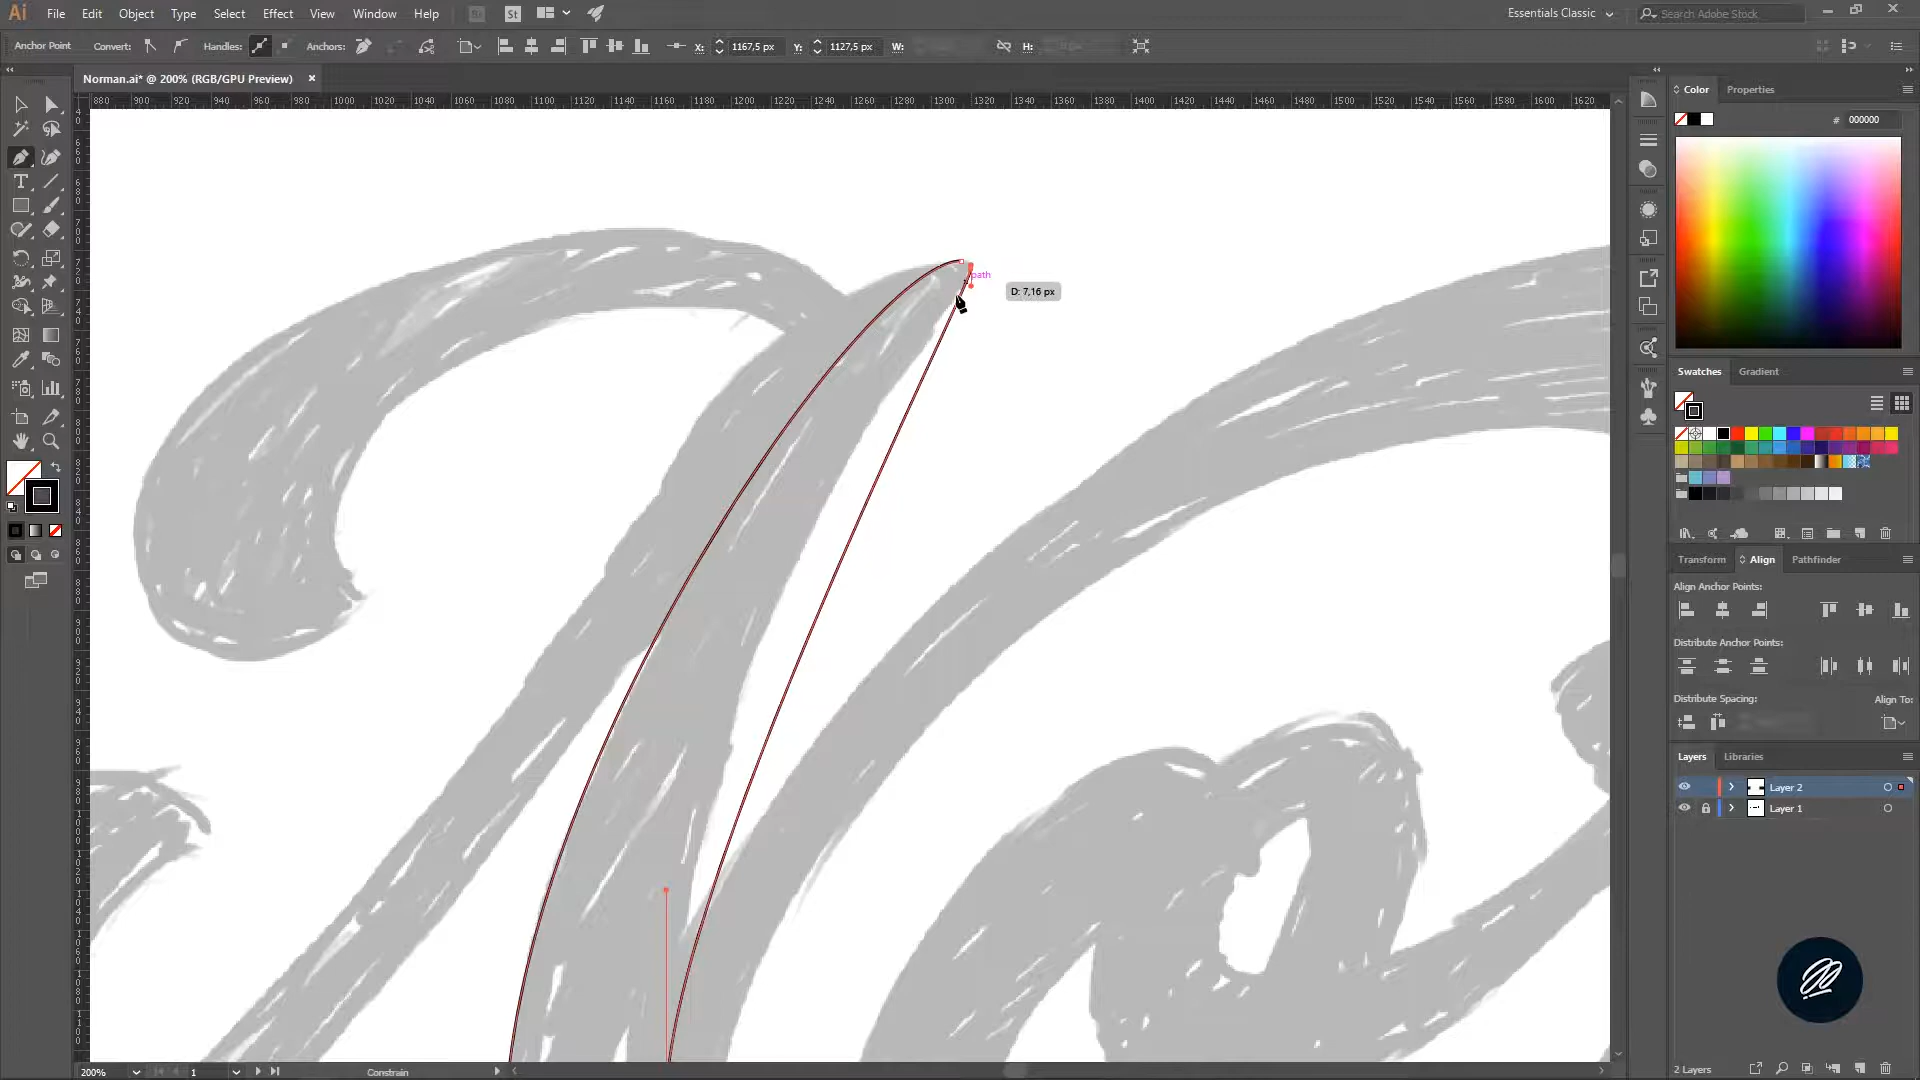 Ai File Edit Object Type Select Effect View Window Help Br St Essentials Classic Search Adobe Stock
Anchor Point Convert: Handles: Anchors: X: 1167,5 px Y: 1127,5 px W: H:
Norman.ai* @ 200% (RGB/GPU Preview)
880 900 920 940 960 980 1000 1020 1040 1060 1080 1100 1120 1140 1160 1180 1200 1220 1240 1260 1280 1300 1320 1340 1360 1380 1400 1420 1440 1460 1480 1500 1520 1540 1560 1580 1600 1620
Color Properties
# 000000
path
D: 7,16 px
Swatches Gradient
Transform Align Pathfinder
Align Anchor Points:
Distribute Anchor Points:
Distribute Spacing: Align To:
Layers Libraries
Layer 2
Layer 1
200% 1 Constrain 2 Layers